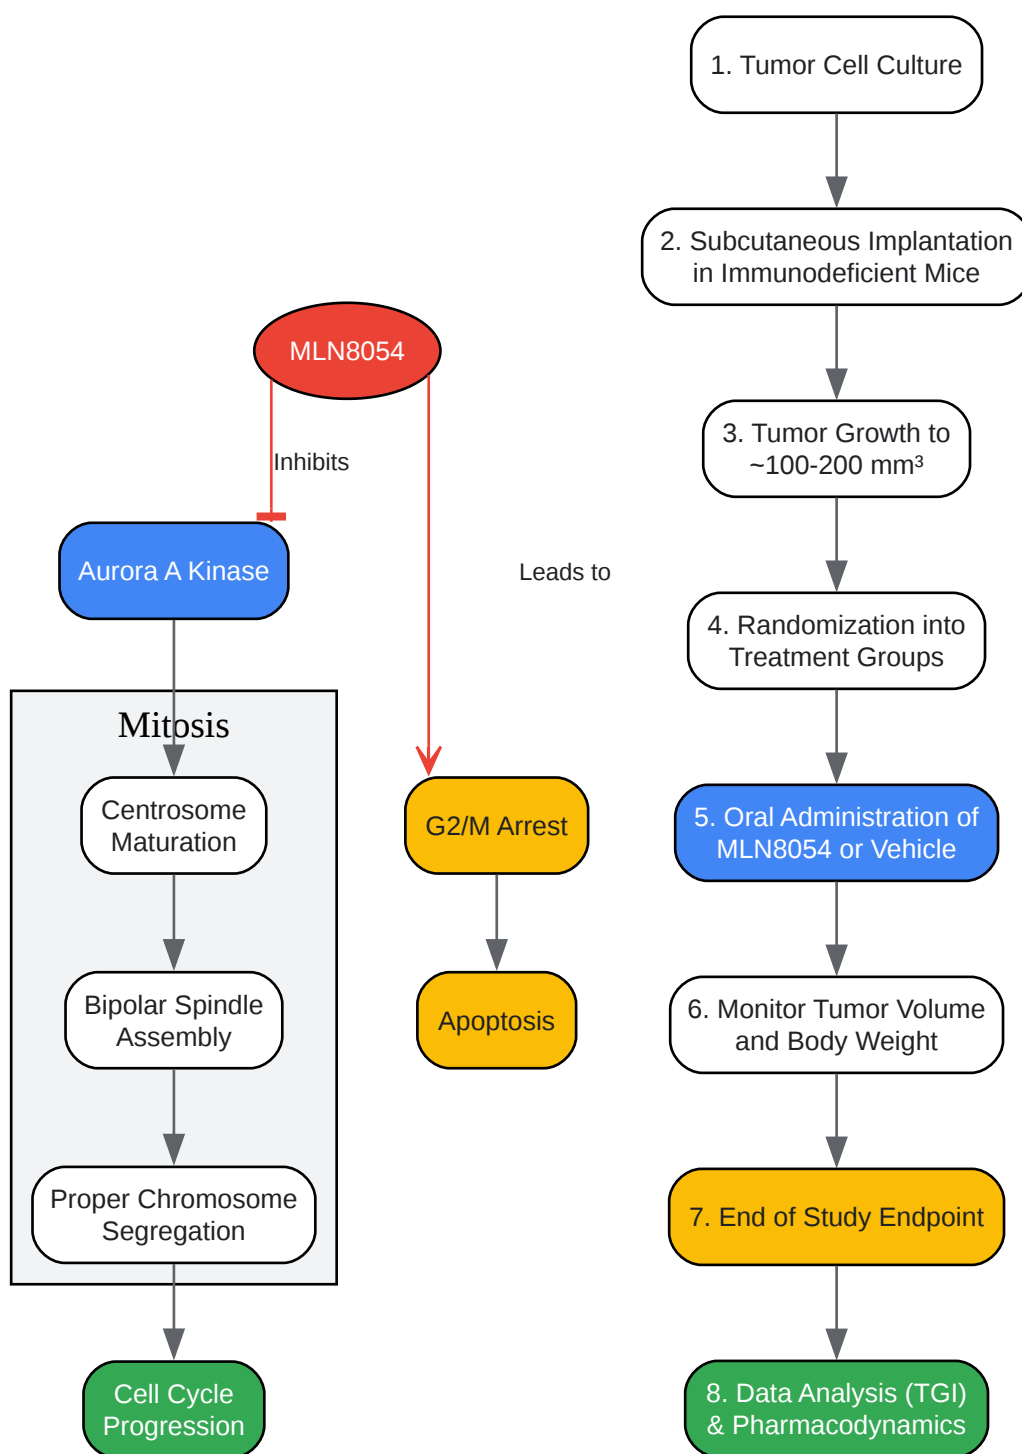 MLN8054
Inhibits
Leads to
Aurora A Kinase
Mitosis
Centrosome
Maturation
Bipolar Spindle
Assembly
Proper Chromosome
Segregation
Cell Cycle
Progression
G2/M Arrest
Apoptosis
1. Tumor Cell Culture
2. Subcutaneous Implantation
in Immunodeficient Mice
3. Tumor Growth to
~100-200 mm³
4. Randomization into
Treatment Groups
5. Oral Administration of
MLN8054 or Vehicle
6. Monitor Tumor Volume
and Body Weight
7. End of Study Endpoint
8. Data Analysis (TGI)
& Pharmacodynamics